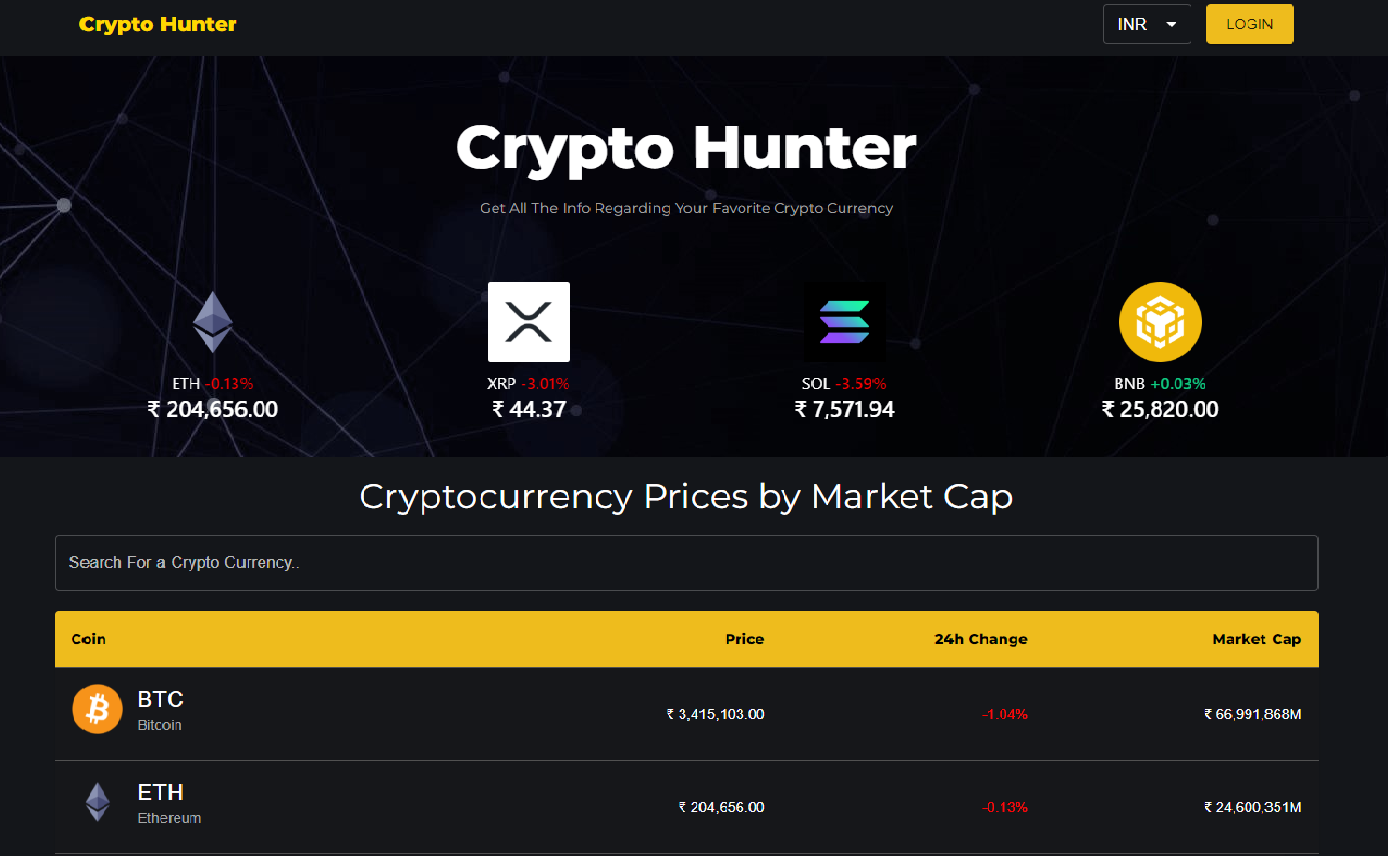 Crypto Hunter
INR
LOGIN
Crypto Hunter
Get All The Info Regarding Your Favorite Crypto Currency
ETH -0.13%
₹ 204,656.00
XRP -3.01%
₹ 44.37
SOL -3.59%
₹ 7,571.94
BNB +0.03%
₹ 25,820.00
Cryptocurrency Prices by Market Cap
Search For a Crypto Currency..
Coin Price 24h Change Market Cap
BTC
Bitcoin
₹ 3,415,103.00 -1.04% ₹ 66,991,868M
ETH
Ethereum
₹ 204,656.00 -0.13% ₹ 24,600,351M